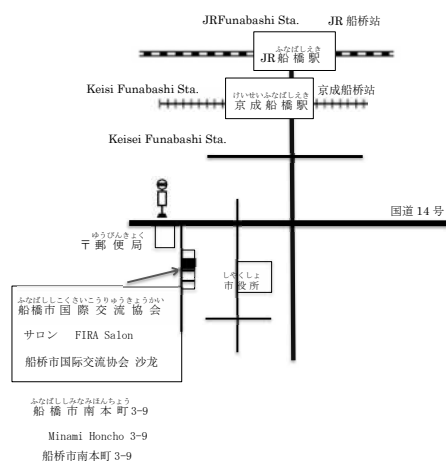 JRFunabashi Sta. JR 船桥站
ふなばしえき
JR 船橋駅
Keisi Funabashi Sta.
けいせいふなばしえき
京成船橋駅
京成船桥站
Keisei Funabashi Sta.
国道 14 号
ゆうびんきょく
〒郵便局
しやくしょ
市役所
ふなばししこくさいこうりゅうきょうかい
船橋市国際交流協会
サロン FIRA Salon
船桥市国际交流协会 沙龙
ふなばししみなみほんちょう
船橋市南本町 3-9
Minami Honcho 3-9
船桥市南本町 3-9